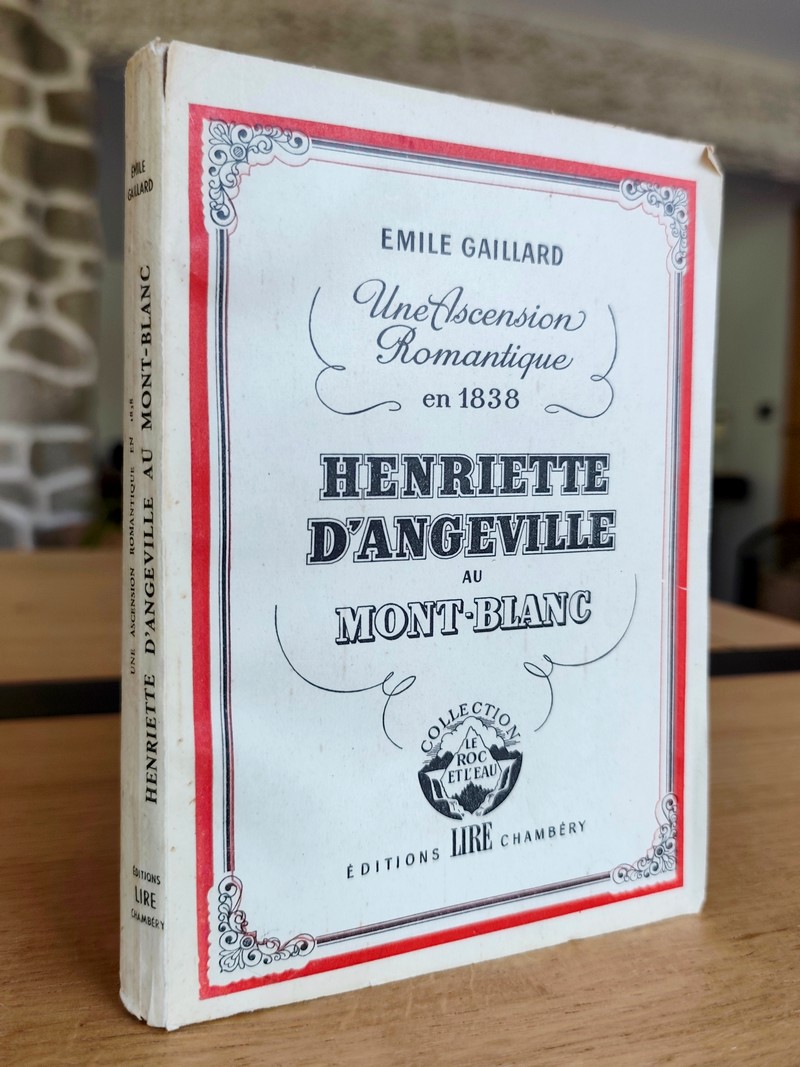 EMILE
GAILLARD
UNE ASCENSION ROMANTIQUE EN 1838
HENRIETTE D'ANGEVILLE AU MONT-BLANC
ÉDITIONS
LIRE
CHAMBÉRY
EMILE GAILLARD
Une Ascension
Romantique
en 1838
HENRIETTE
D'ANGEVILLE
AU
MONT-BLANC
COLLECTION
LE
ROC
ET L'EAU
ÉDITIONS LIRE CHAMBÉRY